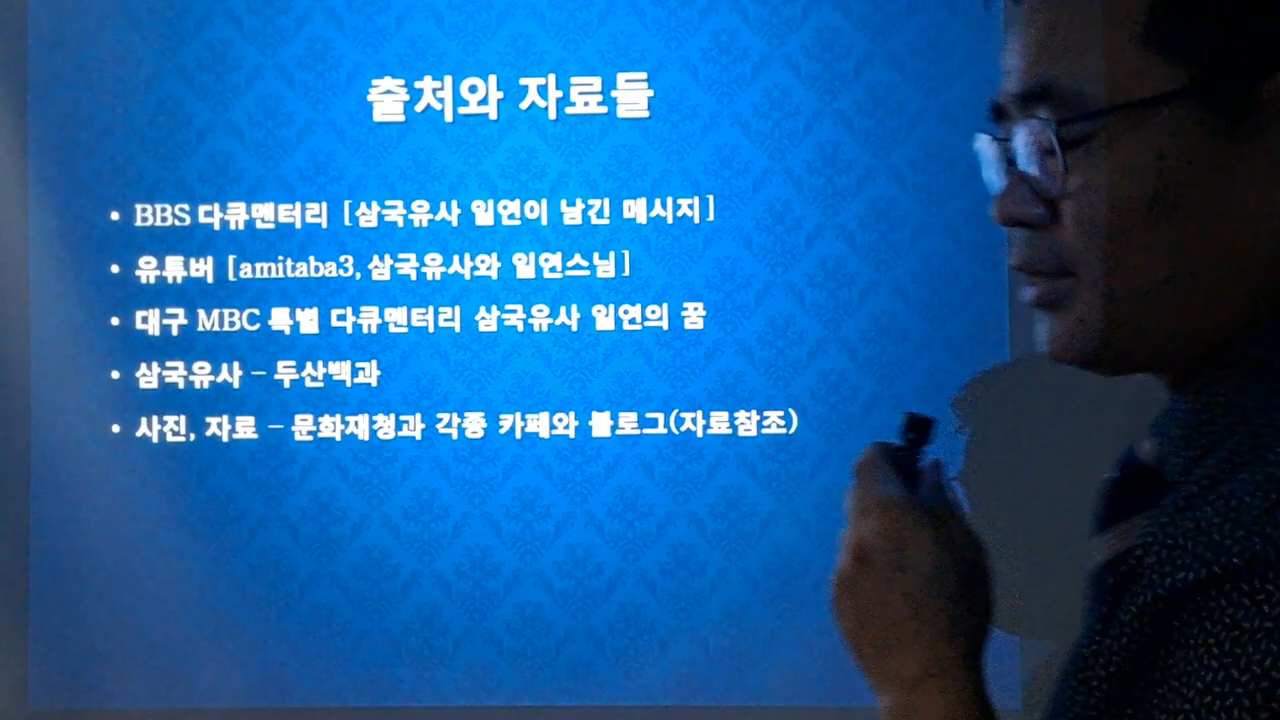 출처와 자료들
• BBS 다큐멘터리 [삼국유사 일연이 남긴 메시지]
• 유튜버 [amitaba3, 삼국유사와 일연스님]
• 대구 MBC 특별 다큐멘터리 삼국유사 일연의 꿈
• 삼국유사 – 두산백과
• 사진, 자료 – 문화재청과 각종 카페와 블로그(자료참조)